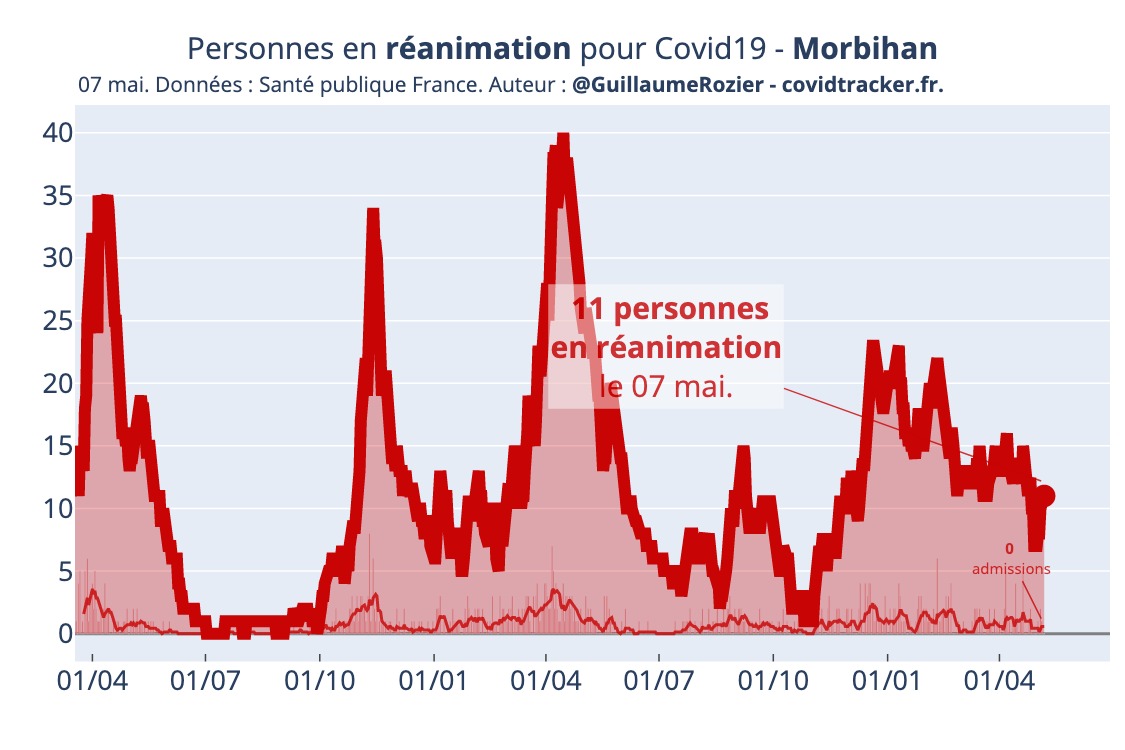 Personnes en réanimation pour Covid19 - Morbihan
07 mai. Données : Santé publique France. Auteur : @GuillaumeRozier - covidtracker.fr.
40
35
30
25
20
15
10
5
0
11 personnes
en réanimation
le 07 mai.
0
admissions
01/04 01/07 01/10 01/01 01/04 01/07 01/10 01/01 01/04